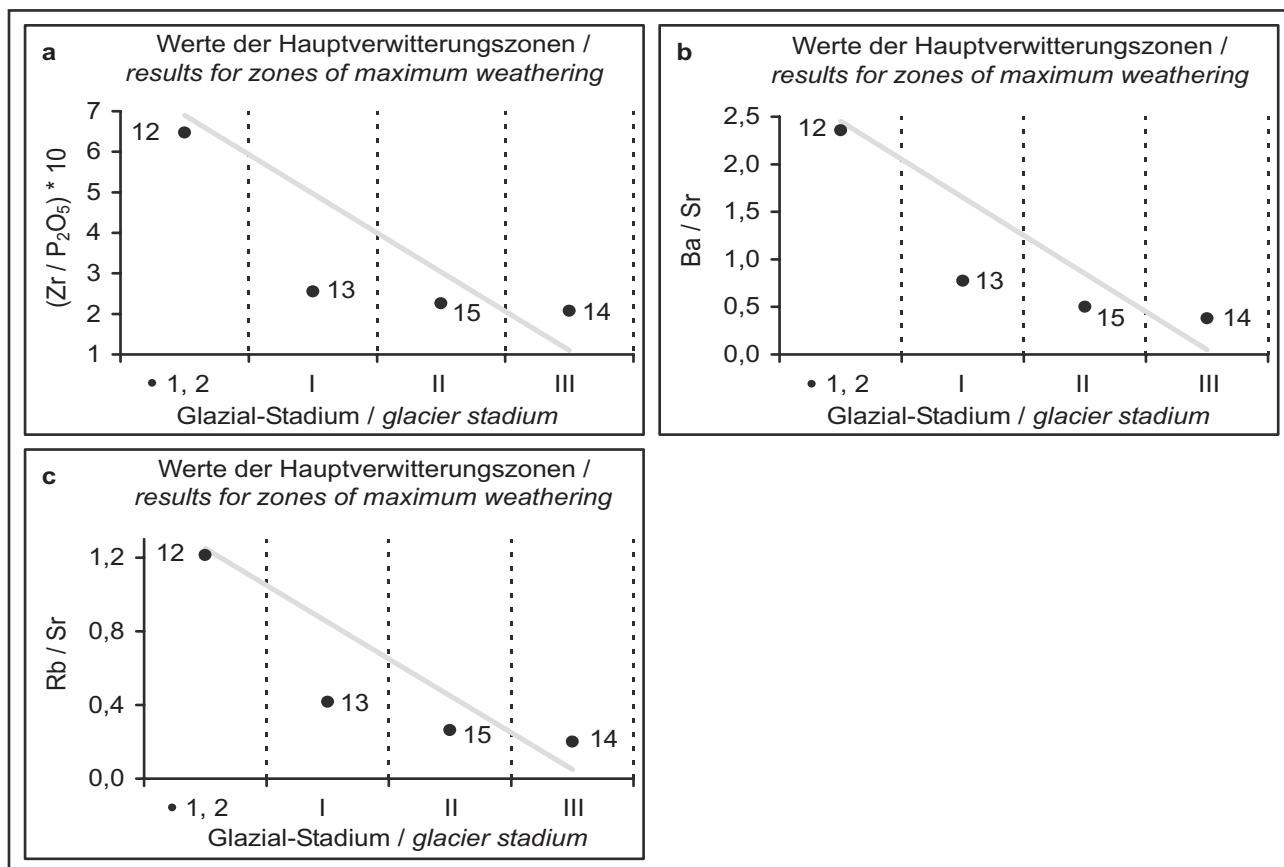 a
Werte der Hauptverwitterungszonen /
results for zones of maximum weathering
(Zr / P₂O₅) * 10
7
6
5
4
3
2
1
12
13
15
14
• 1, 2 I II III
Glazial-Stadium / glacier stadium
b
Werte der Hauptverwitterungszonen /
results for zones of maximum weathering
Ba / Sr
2,5
2,0
1,5
1,0
0,5
0,0
12
13
15
14
• 1, 2 I II III
Glazial-Stadium / glacier stadium
c
Werte der Hauptverwitterungszonen /
results for zones of maximum weathering
Rb / Sr
1,2
0,8
0,4
0,0
12
13
15
14
• 1, 2 I II III
Glazial-Stadium / glacier stadium